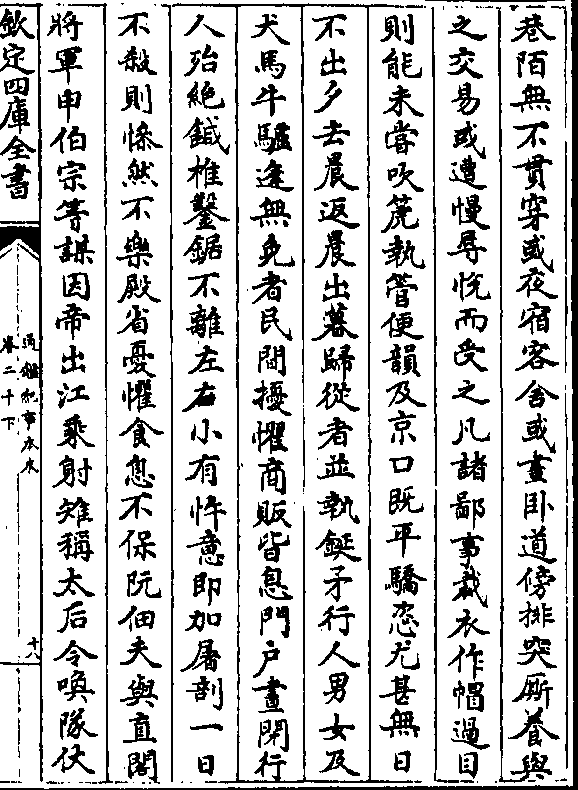 巷陌無不貫穿或夜宿客舍或晝卧道傍排突厮養與
之交易或遭慢辱悅而受之凡諸鄙事裁衣作帽過目
則能未嘗吹篪執管便韻及京口既平驕恣尤甚無日
不出夕去晨返晨出暮歸從者並執鋋矛行人男女及
犬馬牛驢逢無免者民間擾懼商販皆息門戶晝閉行
人殆絶鍼椎鑿鋸不離左右小有忤意即加屠剖一日
不殺則慘然不樂殿省憂懼食息不保阮佃夫與直閣
將軍申伯宗等謀因帝出江乘射雉稱太后令喚隊仗
欽定四庫全書
通鑑紀事本末
卷二十下
十八